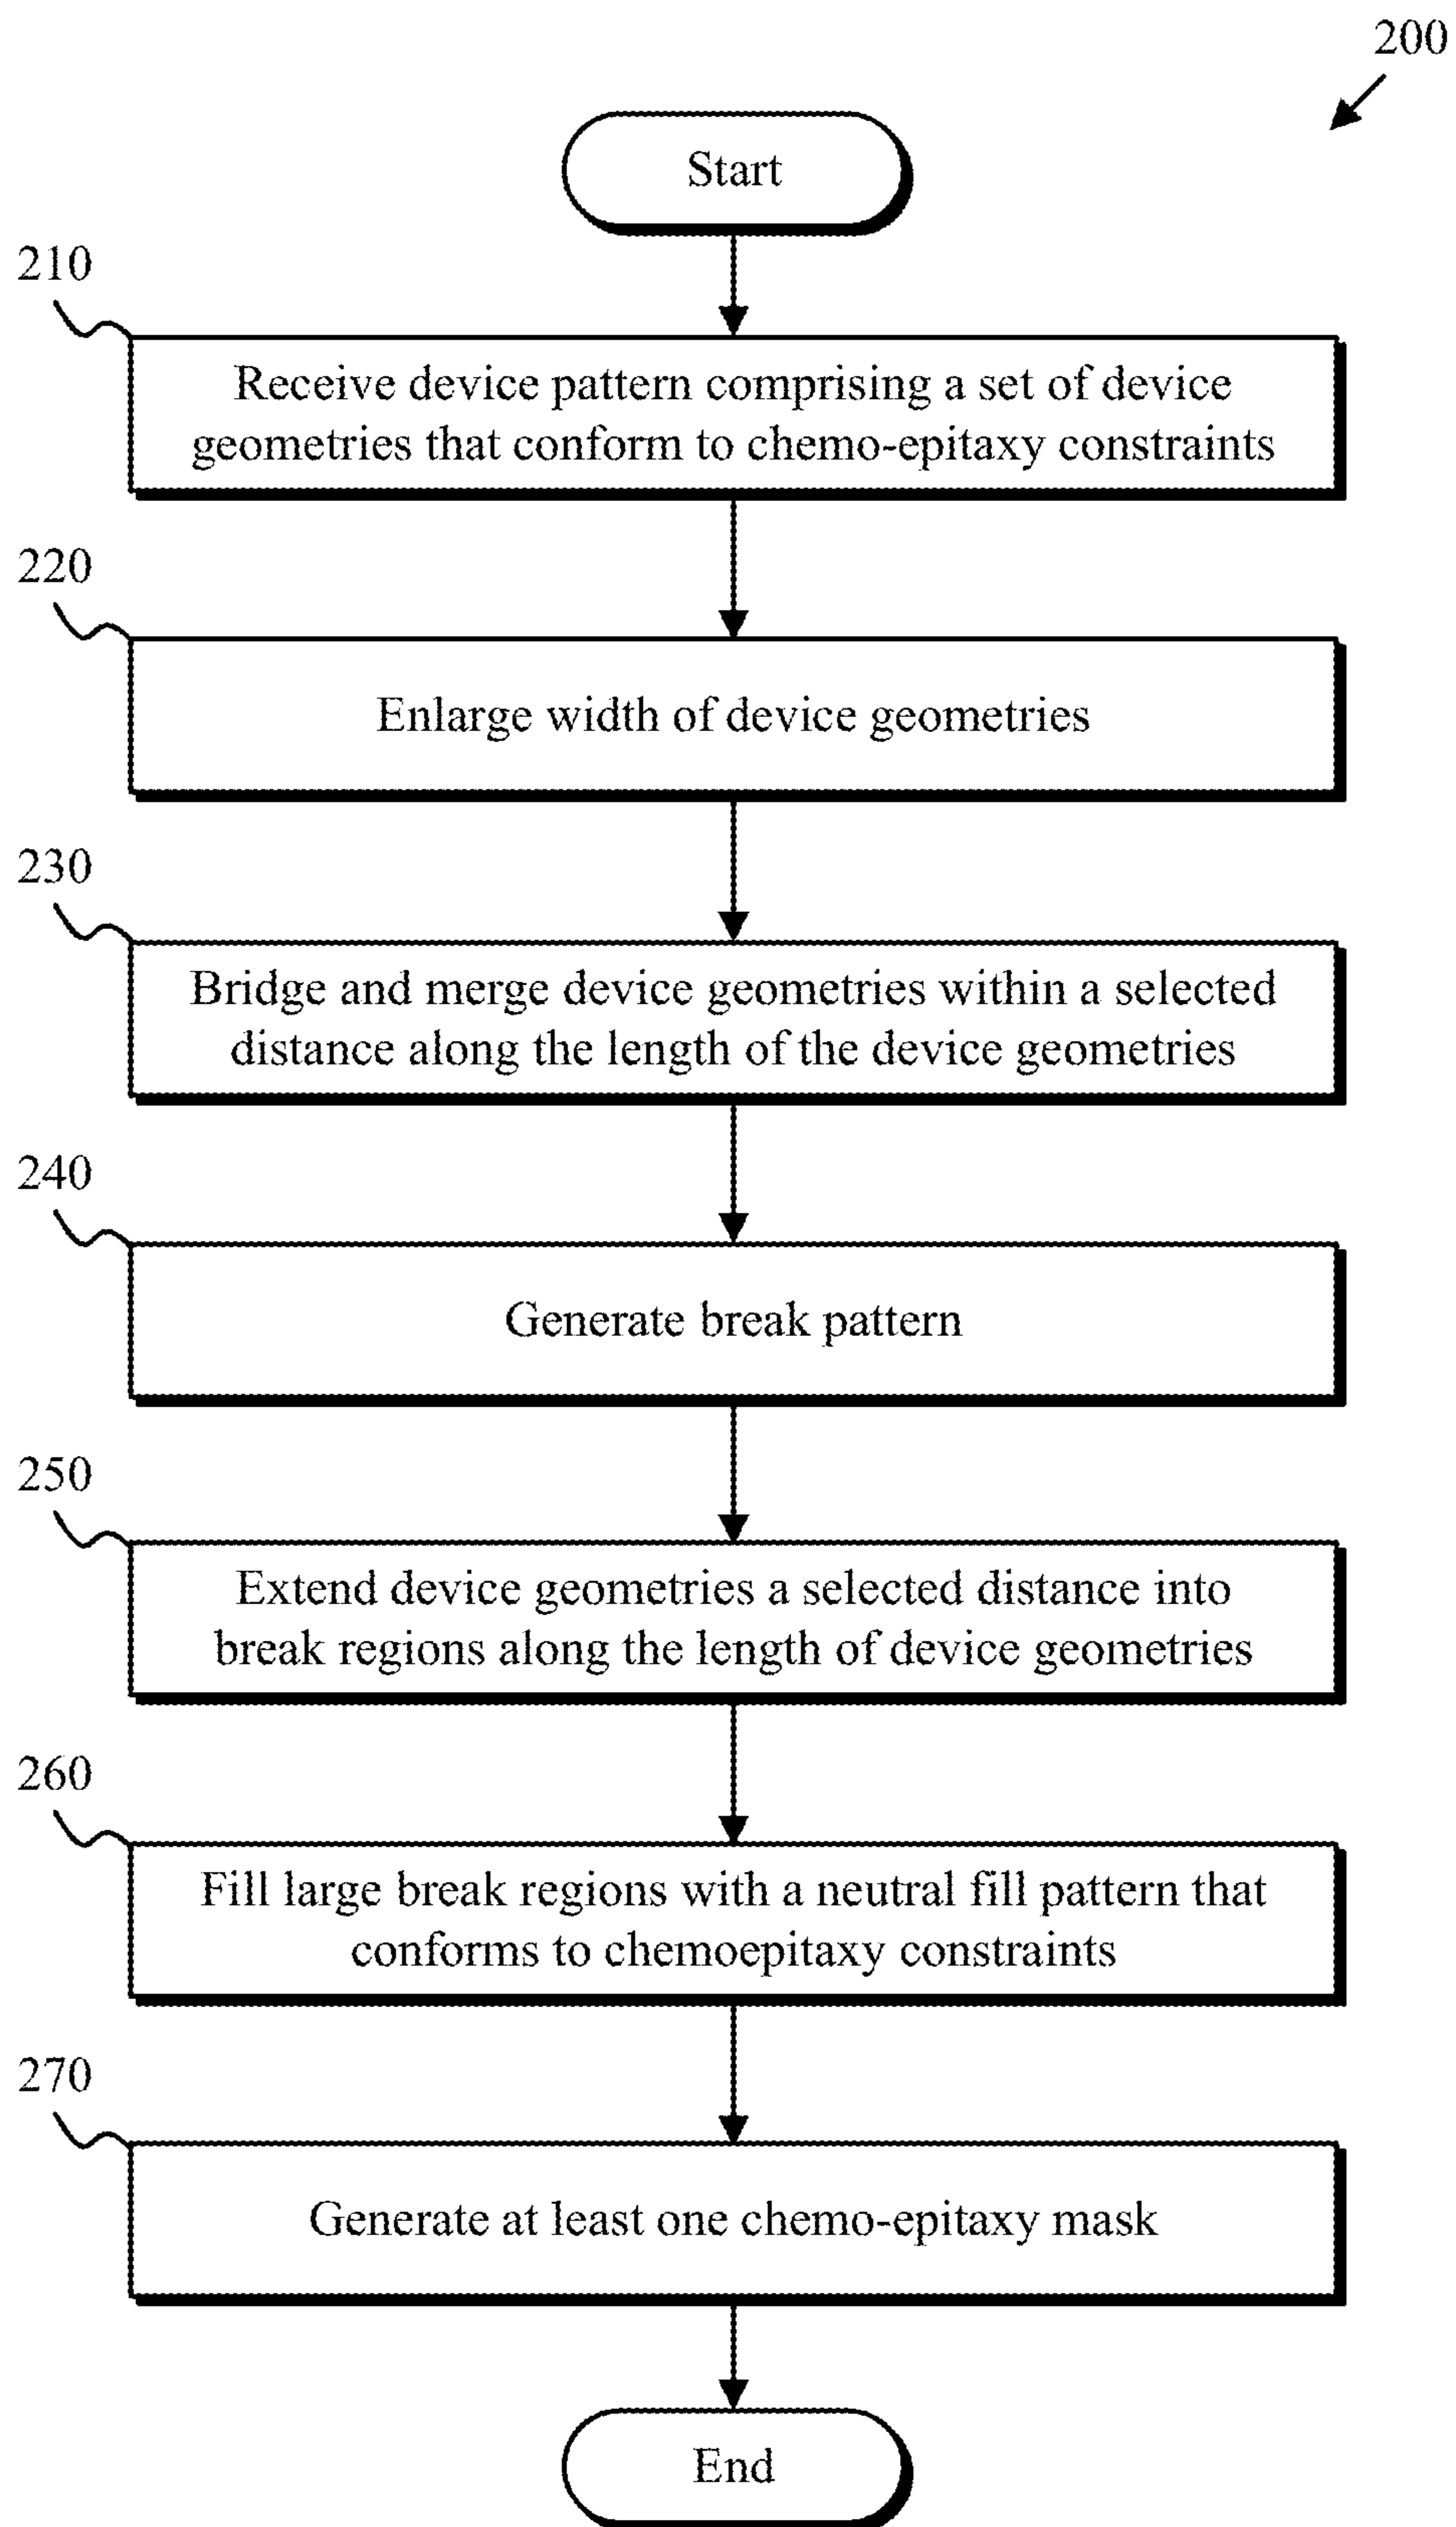 200
Start
210
Receive device pattern comprising a set of device
geometries that conform to chemo-epitaxy constraints
220
Enlarge width of device geometries
230
Bridge and merge device geometries within a selected
distance along the length of the device geometries
240
Generate break pattern
250
Extend device geometries a selected distance into
break regions along the length of device geometries
260
Fill large break regions with a neutral fill pattern that
conforms to chemoepitaxy constraints
270
Generate at least one chemo-epitaxy mask
End